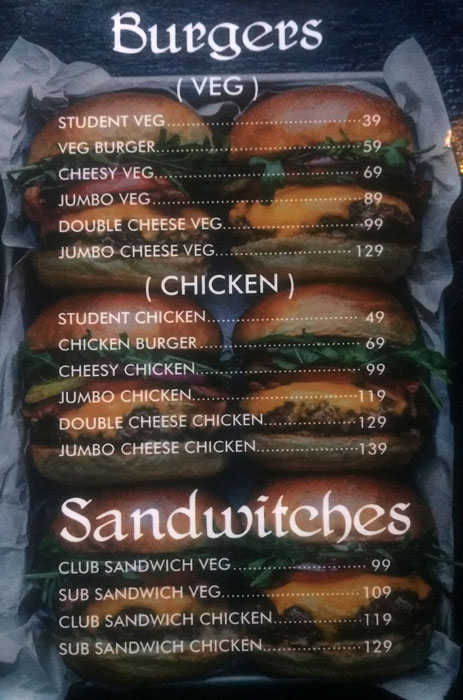 Burgers
( VEG )
STUDENT VEG...............................39
VEG BURGER...............................59
CHEESY VEG...............................69
JUMBO VEG...............................89
DOUBLE CHEESE VEG...............................99
JUMBO CHEESE VEG...............................129
( CHICKEN )
STUDENT CHICKEN...............................49
CHICKEN BURGER...............................69
CHEESY CHICKEN...............................99
JUMBO CHICKEN...............................119
DOUBLE CHEESE CHICKEN....................129
JUMBO CHEESE CHICKEN....................139
Sandwitches
CLUB SANDWICH VEG....................99
SUB SANDWICH VEG....................109
CLUB SANDWICH CHICKEN....................119
SUB SANDWICH CHICKEN....................129